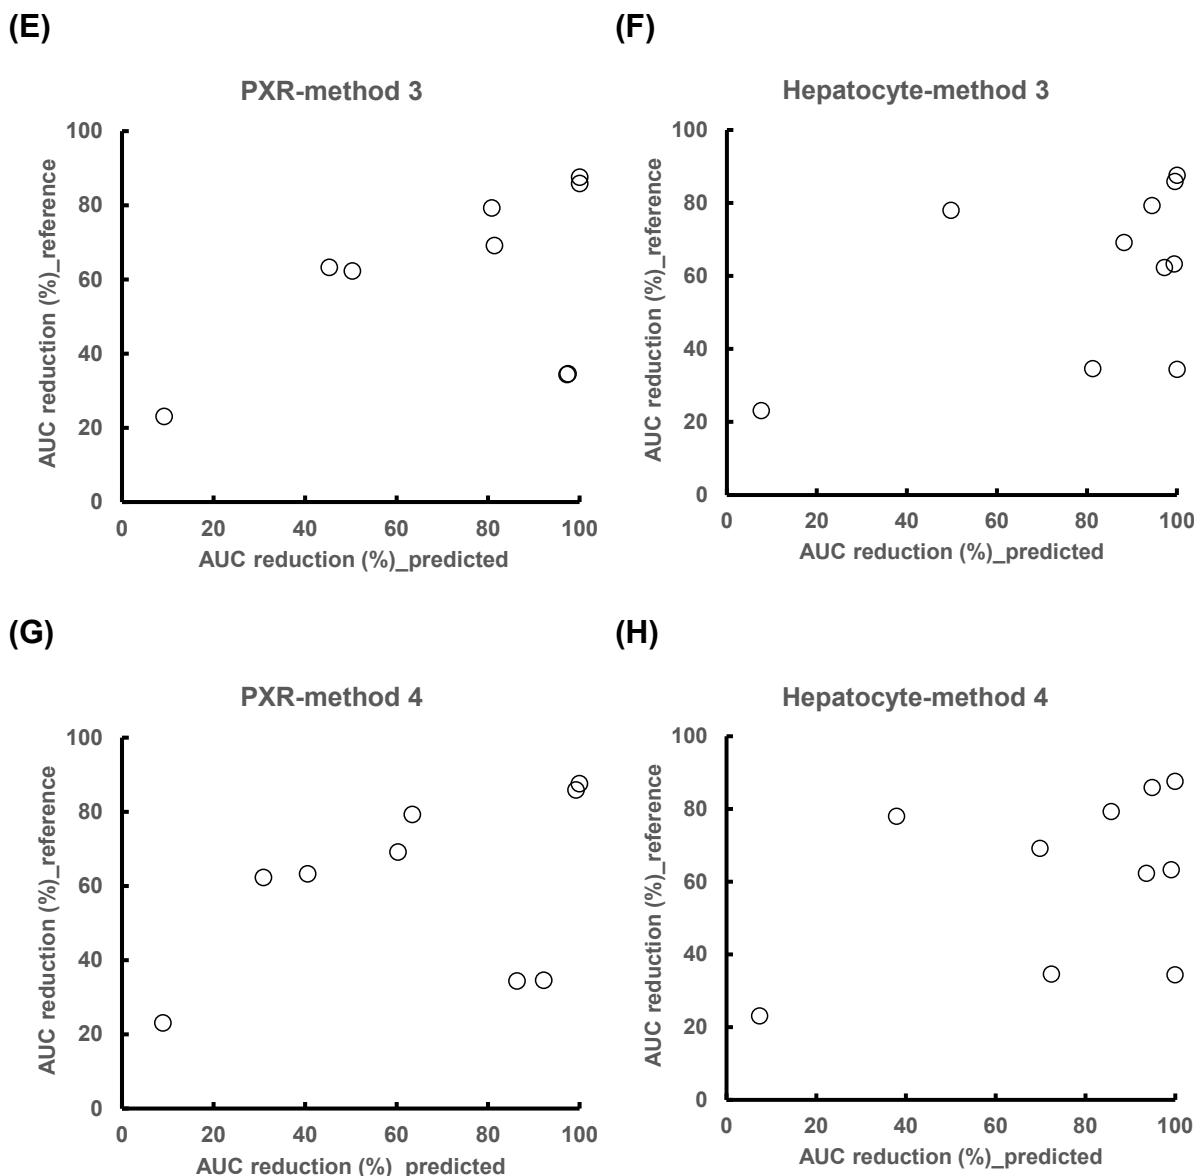 (E)
PXR-method 3
AUC reduction (%)_reference
100
80
60
40
20
0
0 20 40 60 80 100
AUC reduction (%)_predicted
(F)
Hepatocyte-method 3
AUC reduction (%)_reference
100
80
60
40
20
0
0 20 40 60 80 100
AUC reduction (%)_predicted
(G)
PXR-method 4
AUC reduction (%)_reference
100
80
60
40
20
0
0 20 40 60 80 100
AUC reduction (%)_predicted
(H)
Hepatocyte-method 4
AUC reduction (%)_reference
100
80
60
40
20
0
0 20 40 60 80 100
AUC reduction (%)_predicted